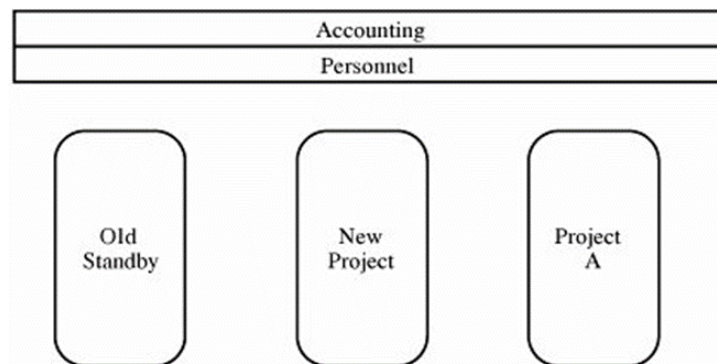 Accounting
Personnel
Old
Standby
New
Project
Project
A